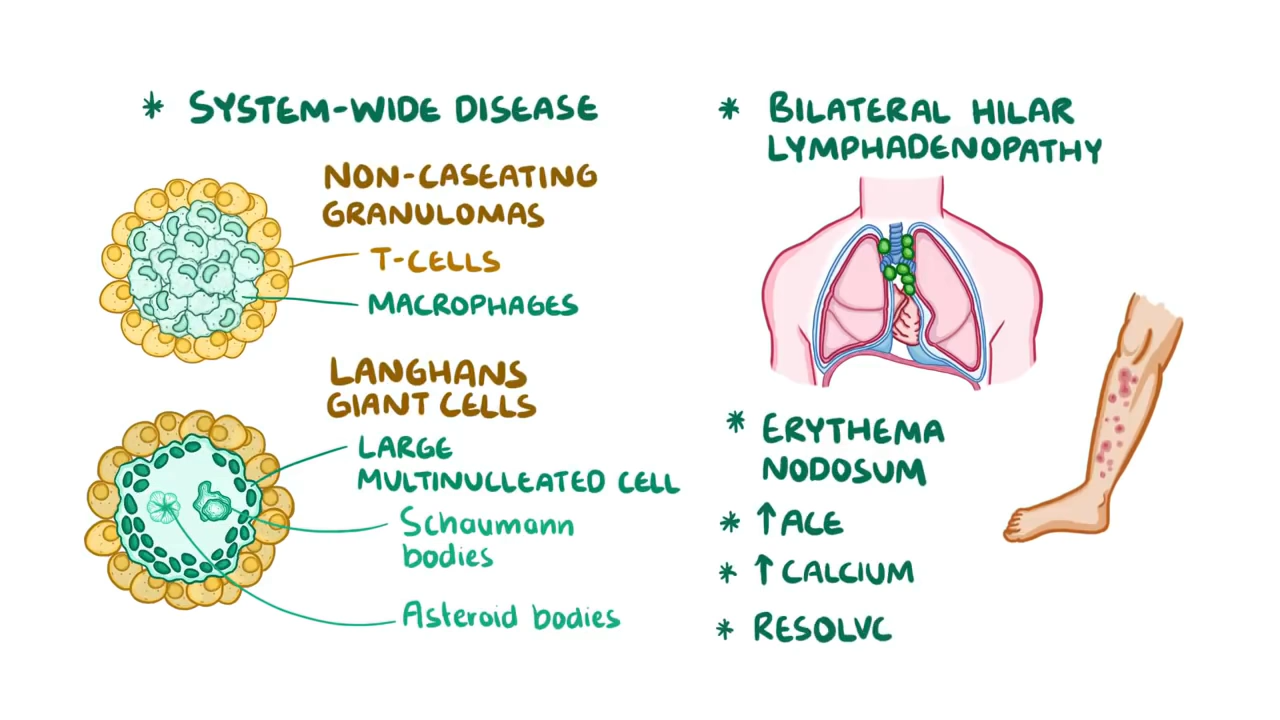 * SYSTEM-WIDE DISEASE
NON-CASEATING
GRANULOMAS
T-CELLS
MACROPHAGES
LANGHANS
GIANT CELLS
LARGE
MULTINUCLEATED CELL
Schaumann
bodies
Asteroid bodies
* BILATERAL HILAR
LYMPHADENOPATHY
* ERYTHEMA
NODOSUM
* ↑ ACE
* ↑ CALCIUM
* RESOLVC